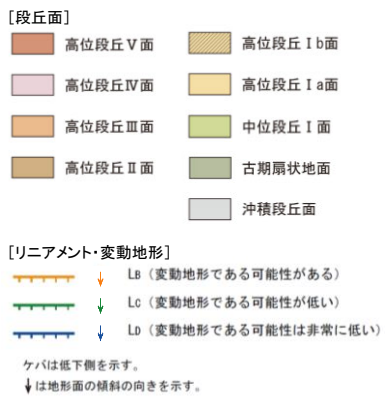 [段丘面]
高位段丘Ⅴ面
高位段丘Ⅳ面
高位段丘Ⅲ面
高位段丘Ⅱ面
高位段丘Ⅰb面
高位段丘Ⅰa面
中位段丘Ⅰ面
古期扇状地面
沖積段丘面
[リニアメント・変動地形]
LB（変動地形である可能性がある）
LC（変動地形である可能性が低い）
LD（変動地形である可能性は非常に低い）
ケバは低下側を示す。
↓は地形面の傾斜の向きを示す。